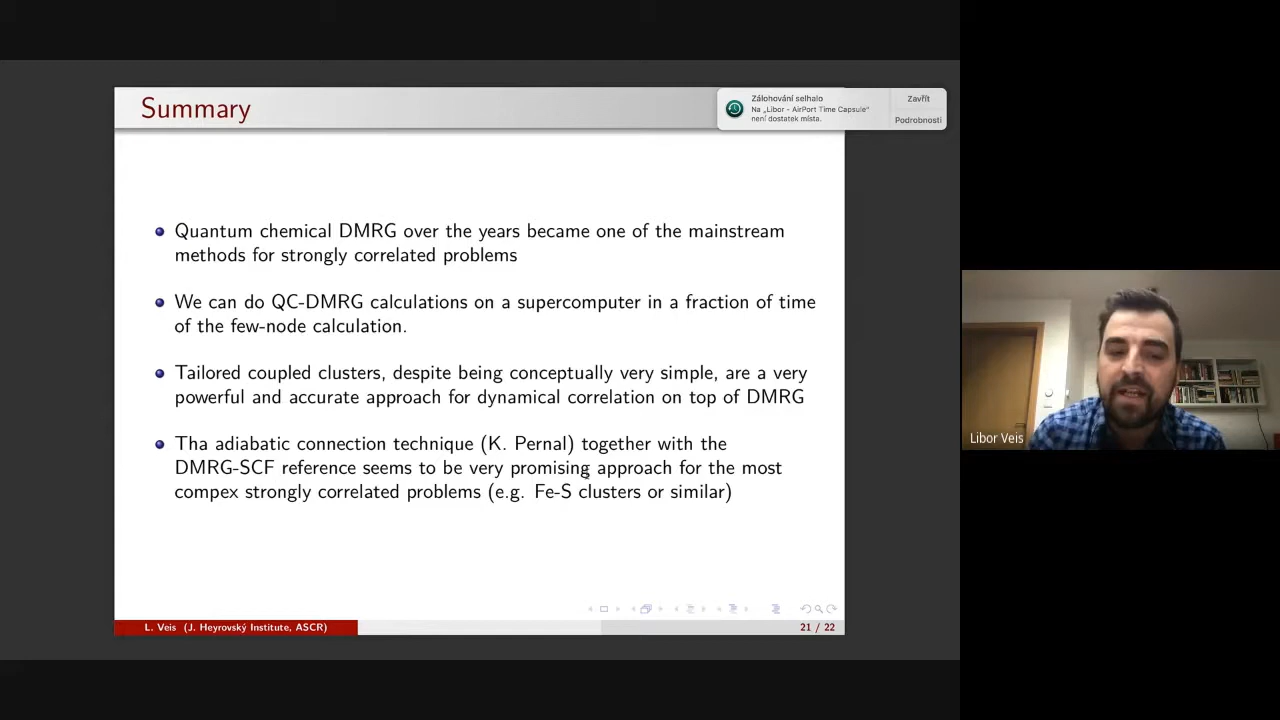 Summary
Zálohování selhalo
Na „Libor - AirPort Time Capsule“
není dostatek místa.
Zavřít
Podrobnosti
Quantum chemical DMRG over the years became one of the mainstream
methods for strongly correlated problems
We can do QC-DMRG calculations on a supercomputer in a fraction of time
of the few-node calculation.
Tailored coupled clusters, despite being conceptually very simple, are a very
powerful and accurate approach for dynamical correlation on top of DMRG
Tha adiabatic connection technique (K. Pernal) together with the
DMRG-SCF reference seems to be very promising approach for the most
compex strongly correlated problems (e.g. Fe-S clusters or similar)
L. Veis (J. Heyrovský Institute, ASCR)
21 / 22
Libor Veis